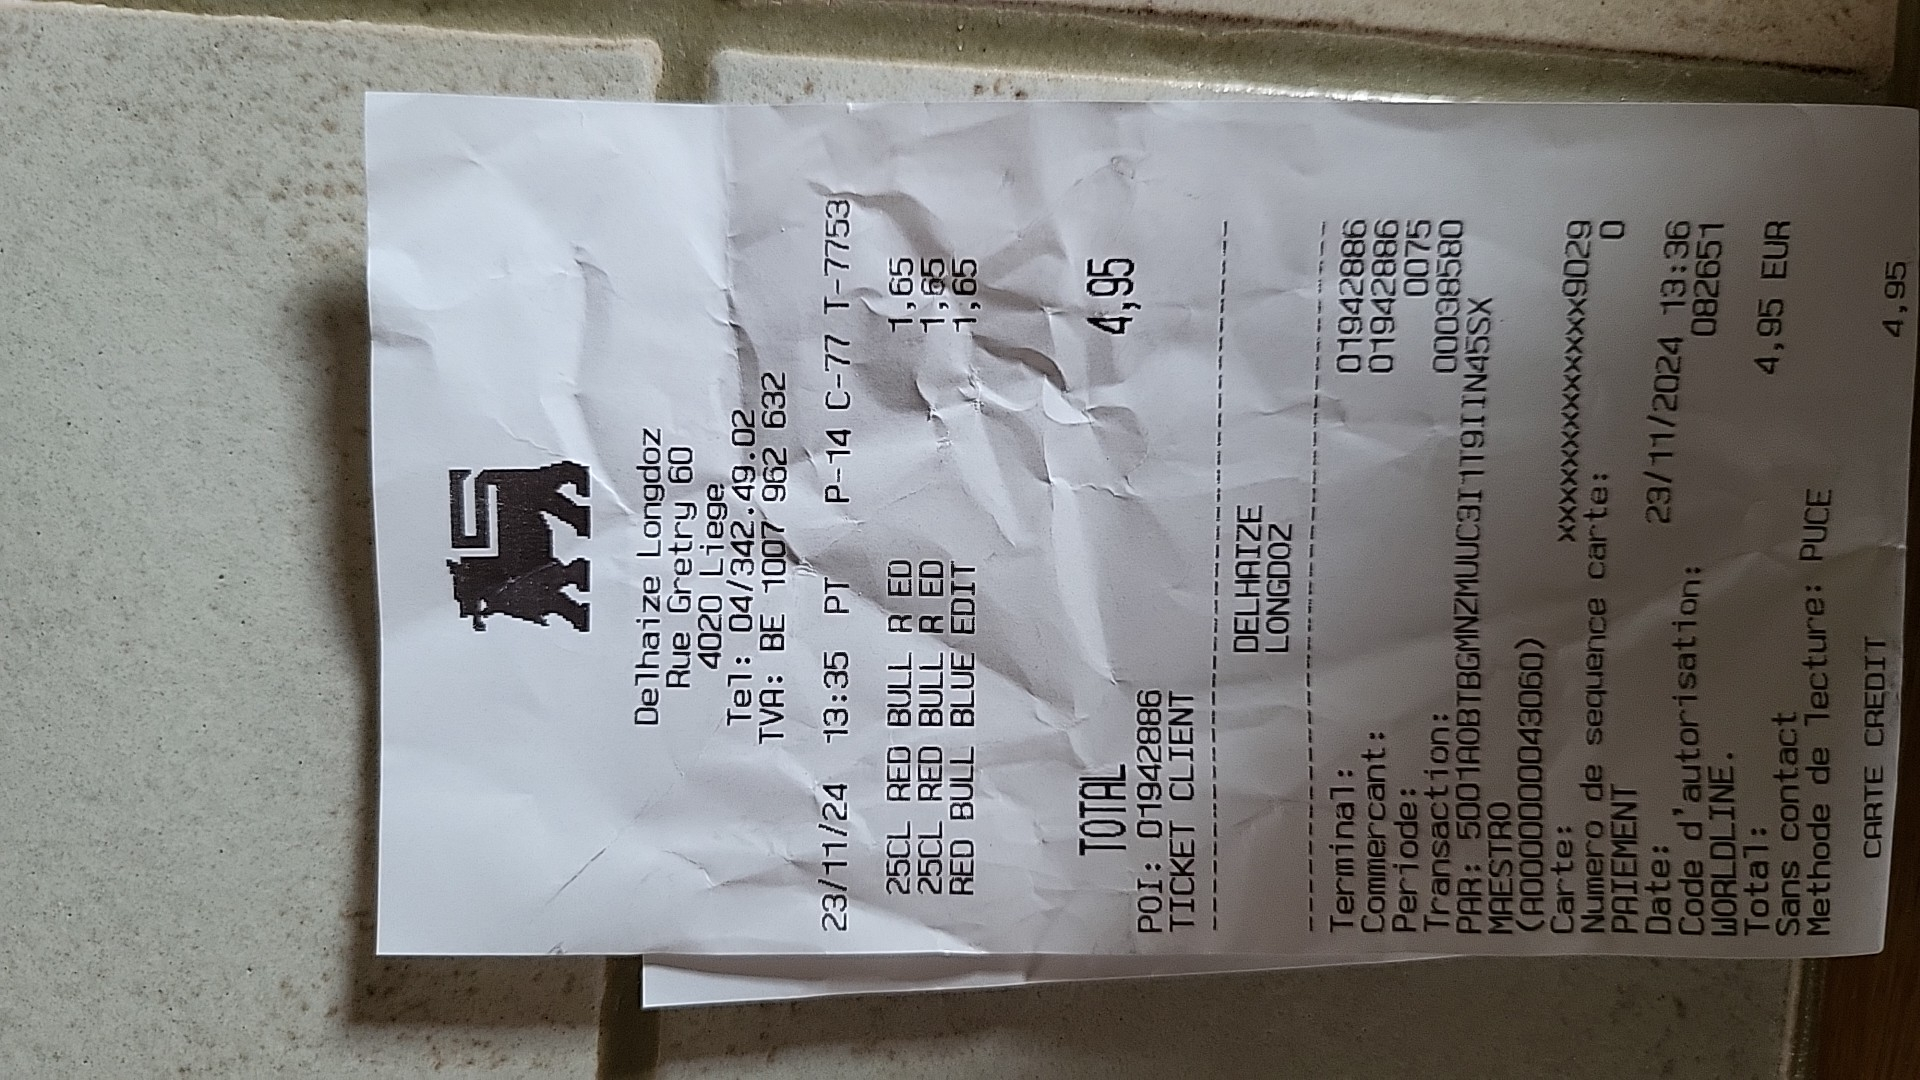 Delhaize Longdoz
Rue Gretry 60
4020 Liege
Tel: 04/342.49.02
TVA: BE 1007 962 632
23/11/24 13:35 PT P-14 C-77 T-7753
25CL RED BULL R ED 1,65
25CL RED BULL R ED 1,65
RED BULL BLUE EDIT 1,65
TOTAL 4,95
POI: 01942886
TICKET CLIENT
DELHAIZE
LONGDOZ
Terminal: 01942886
Commercant: 01942886
Periode: 0075
Transaction: 00038580
PAR: 5001A0BTBGMNZMUUC3I1T9IIN45SX
MAESTRO
(A0000000043060)
Carte: xxxxxxxxxxxxxxx9029
Numero de sequence carte: 0
PAIEMENT
Date: 23/11/2024 13:36
Code d'autorisation: 082651
WORLDLINE.
Total: 4,95 EUR
Sans contact
Methode de lecture: PUCE
CARTE CREDIT 4,95